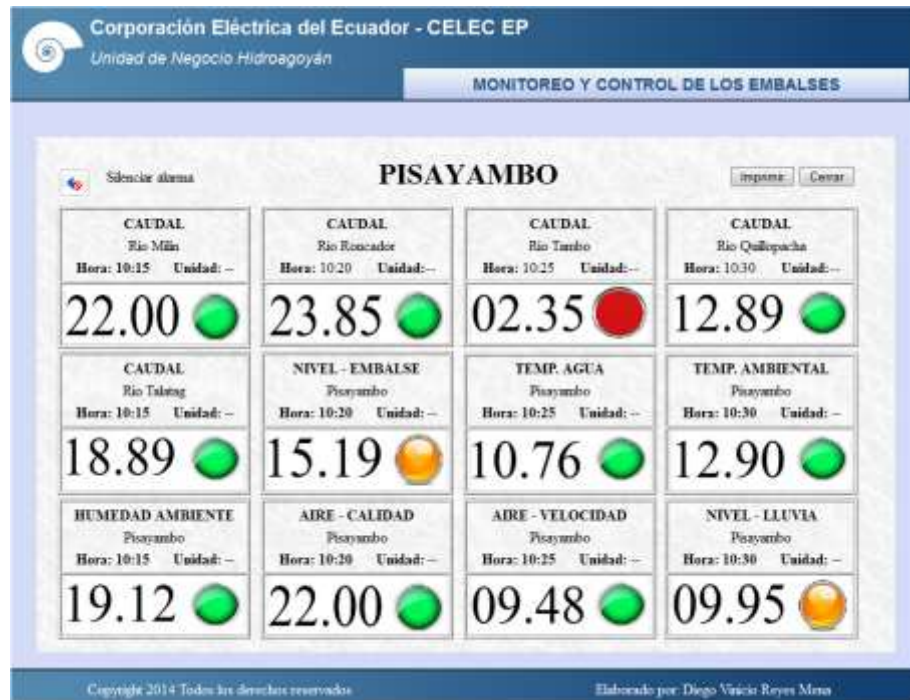 Corporación Eléctrica del Ecuador - CELEC EP
Unidad de Negocio Hidroagoyán
MONITOREO Y CONTROL DE LOS EMBALSES
Silenciar alarma
PISAYAMBO
Imprimir Cerrar
CAUDAL
Rio Milin
Hora: 10:15 Unidad: --
22.00
CAUDAL
Rio Roncador
Hora: 10:20 Unidad:--
23.85
CAUDAL
Rio Tambo
Hora: 10:25 Unidad:--
02.35
CAUDAL
Rio Quillopacha
Hora: 10:30 Unidad:--
12.89
CAUDAL
Rio Talatag
Hora: 10:15 Unidad: --
18.89
NIVEL - EMBALSE
Pisayambo
Hora: 10:20 Unidad: --
15.19
TEMP. AGUA
Pisayambo
Hora: 10:25 Unidad: --
10.76
TEMP. AMBIENTAL
Pisayambo
Hora: 10:30 Unidad: --
12.90
HUMEDAD AMBIENTE
Pisayambo
Hora: 10:15 Unidad: --
19.12
AIRE - CALIDAD
Pisayambo
Hora: 10:20 Unidad: --
22.00
AIRE - VELOCIDAD
Pisayambo
Hora: 10:25 Unidad: --
09.48
NIVEL - LLUVIA
Pisayambo
Hora: 10:30 Unidad: --
09.95
Copyright 2014 Todos los derechos reservados
Elaborado por: Diego Vinicio Reyes Mena